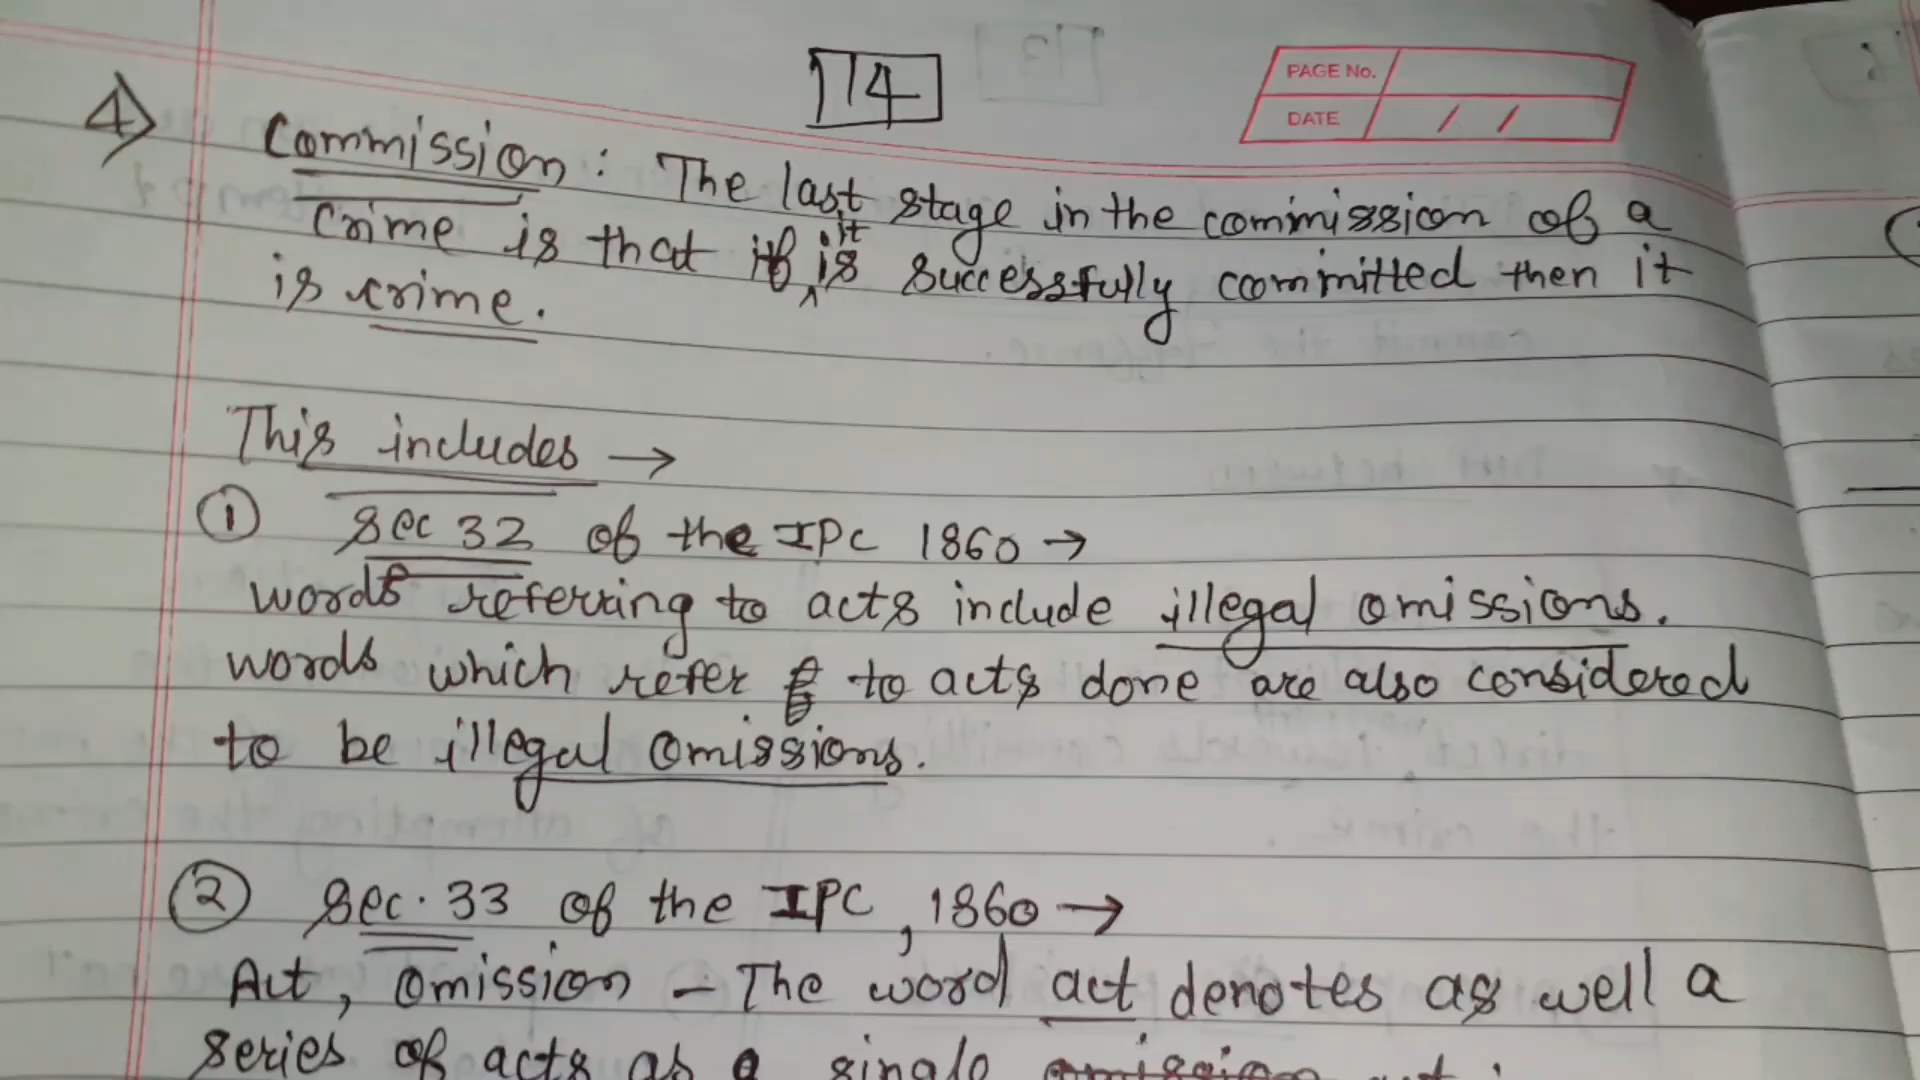 14
PAGE No.
DATE / /
4) Commission: The last stage in the commission of a
crime is that if it is successfully committed then it
is crime.
This includes →
① Sec 32 of the IPC 1860 →
words referring to acts include illegal omissions.
words which refer to acts done are also considered
to be illegal omissions.
② Sec. 33 of the IPC, 1860 →
Act, Omission - The word act denotes as well a
series of acts as a single